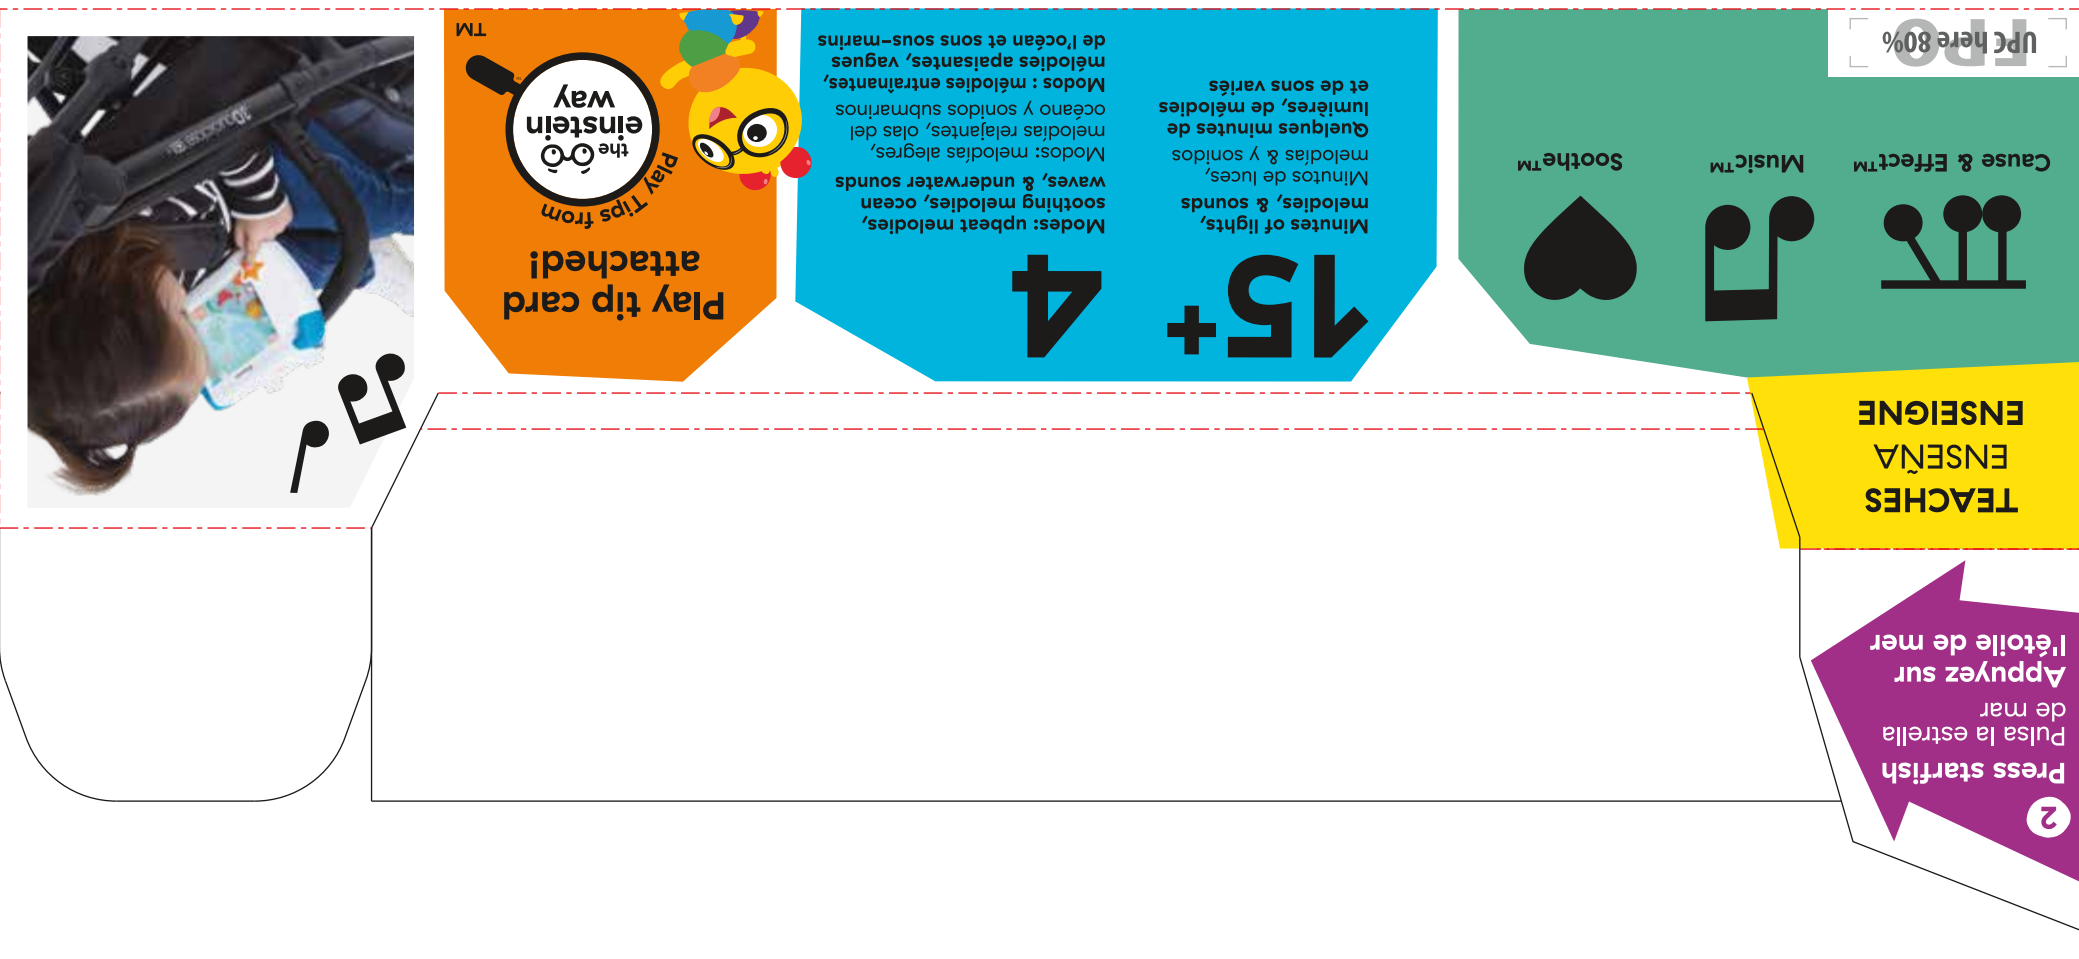 2
Press starfish
Pulsa la estrella
de mar
Appuyez sur
l'étoile de mer
TEACHES
ENSEÑA
ENSEIGNE
Cause & Effect™
Music™
Soothe™
UPC here 80%
FPO
15+
Minutes of lights,
melodies, & sounds
Minutos de luces,
melodías & y sonidos
Quelques minutes de
lumières, de mélodies
et de sons variés
4
Modes: upbeat melodies,
soothing melodies, ocean
waves, & underwater sounds
Modos: melodías alegres,
melodías relajantes, olas del
océano y sonidos submarinos
Modos : mélodies entraînantes,
mélodies apaisantes, vagues
de l'océan et sons sous-marins
Play tip card
attached!
Play Tips from
the
einstein
way
TM